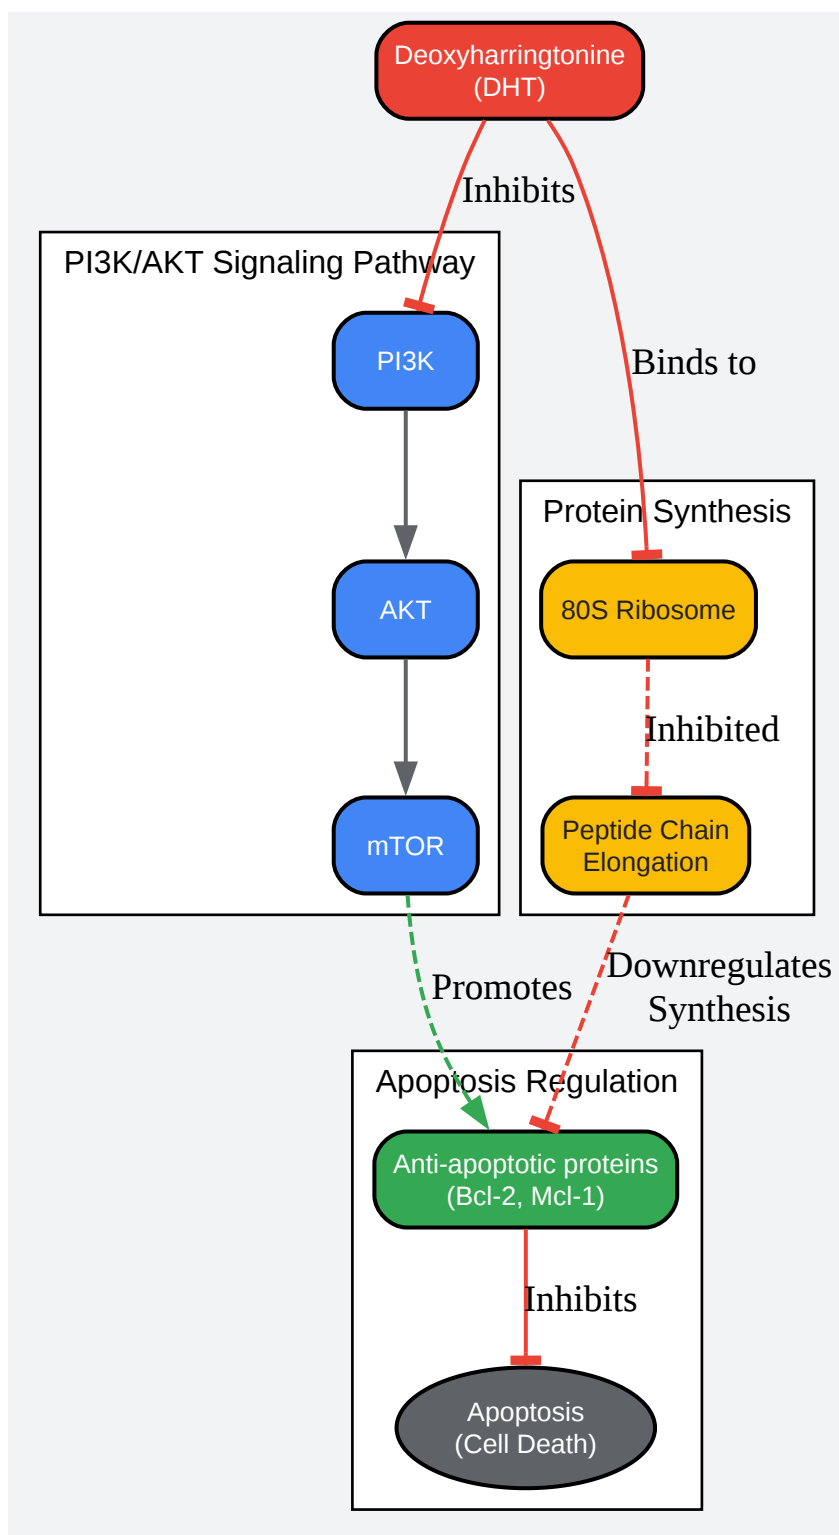 Deoxyharringtonine
(DHT)
Inhibits
PI3K/AKT Signaling Pathway
PI3K
Binds to
Protein Synthesis
AKT
80S Ribosome
Inhibited
mTOR
Peptide Chain
Elongation
Promotes
Downregulates
Synthesis
Apoptosis Regulation
Anti-apoptotic proteins
(Bcl-2, Mcl-1)
Inhibits
Apoptosis
(Cell Death)